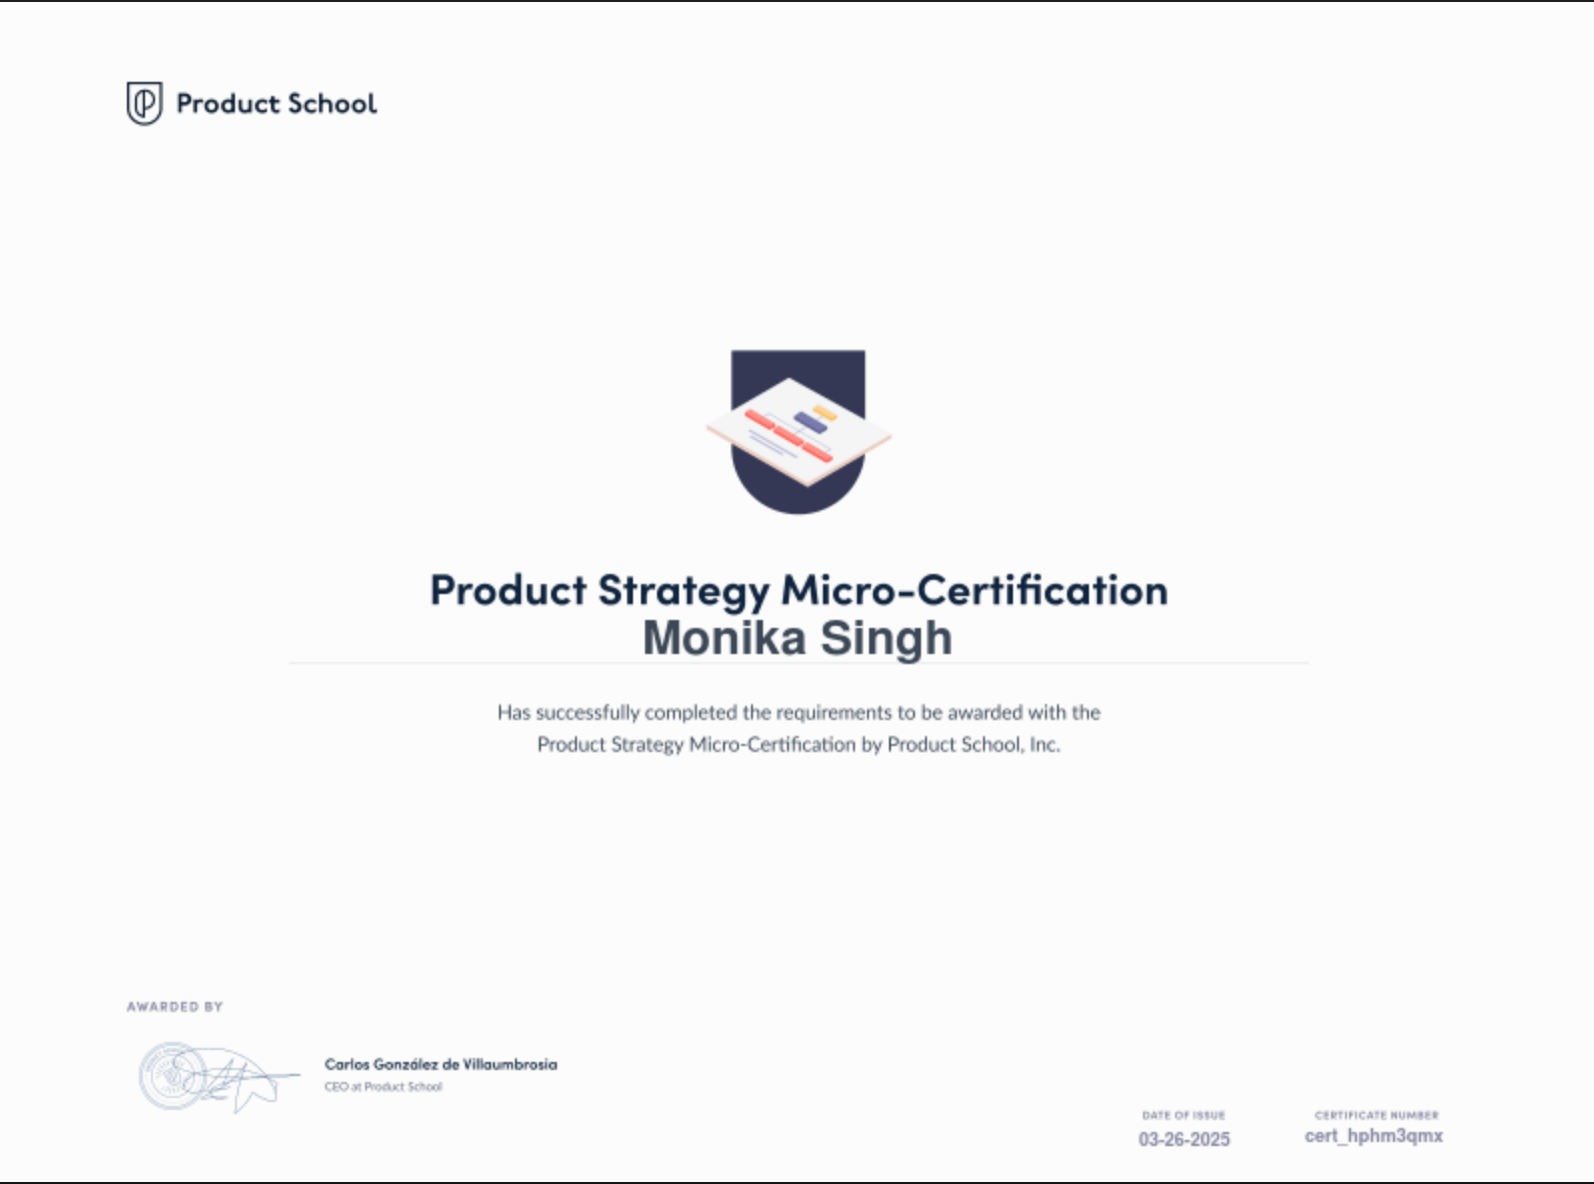 Product School
Product Strategy Micro-Certification
Monika Singh
Has successfully completed the requirements to be awarded with the
Product Strategy Micro-Certification by Product School, Inc.
AWARDED BY
Carlos González de Villaumbrosia
CEO at Product School
DATE OF ISSUE
03-26-2025
CERTIFICATE NUMBER
cert_hphm3qmx